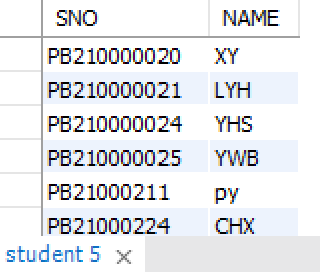 SNO NAME
PB210000020 XY
PB210000021 LYH
PB210000024 YHS
PB210000025 YWB
PB21000211 py
PB21000224 CHX
student 5 ×